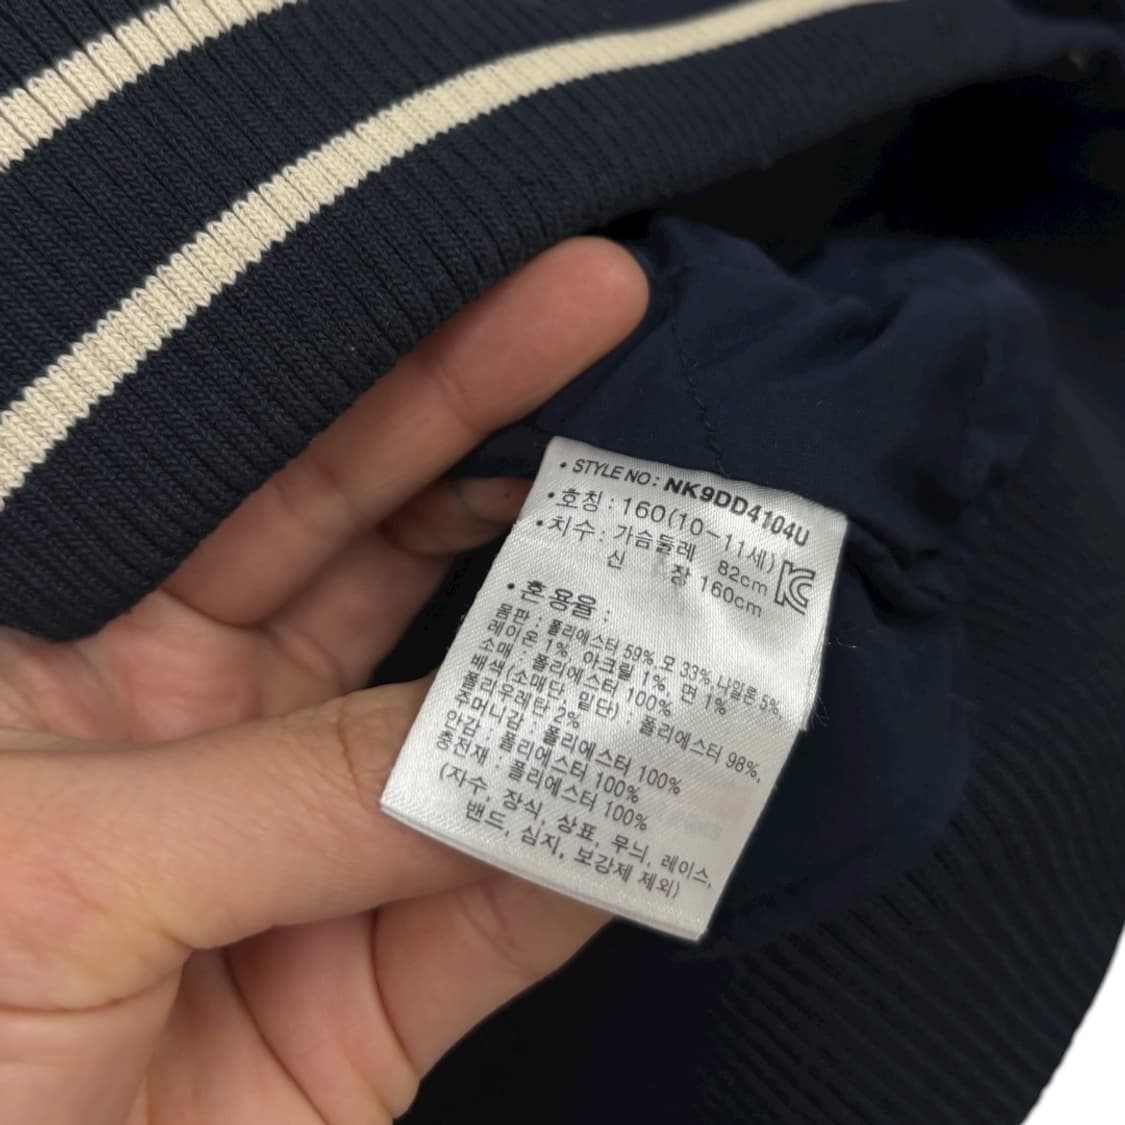 • STYLE NO : NK9DD4104U
• 호칭 : 160(10~11세)
• 치수 : 가슴둘레 82cm
신 장 160cm
• 혼용율 :
몸판 : 폴리에스터 59%, 모 33%, 나일론 5%,
레이온 1%, 아크릴 1%, 면 1%
소매 : 폴리에스터 100%
배색(소매단, 밑단) : 폴리에스터 98%,
폴리우레탄 2%
주머니감 : 폴리에스터 100%
안감 : 폴리에스터 100%
충전재 : 폴리에스터 100%
(자수, 장식, 상표, 무늬, 레이스,
밴드, 심지, 보강제 제외)